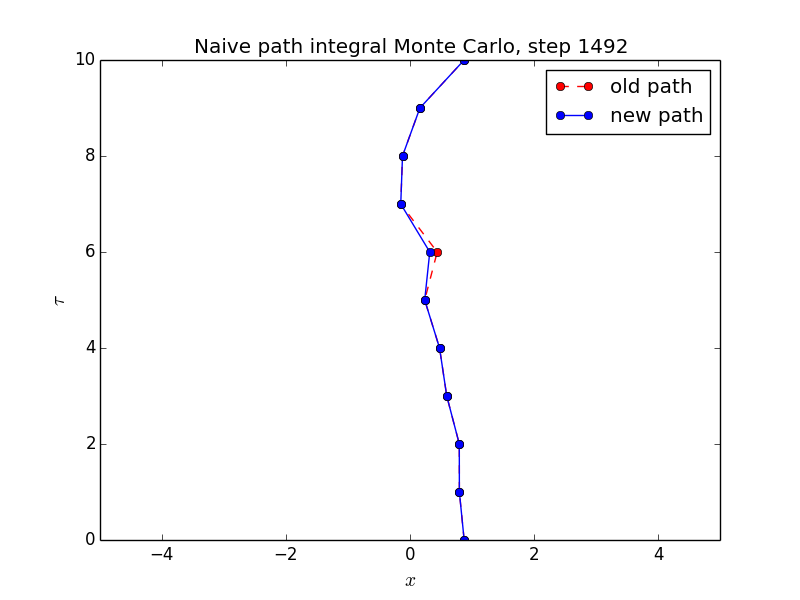 Naive path integral Monte Carlo, step 1492
10
old path
new path
8
6
τ
4
2
0
−4 −2 0 2 4
x